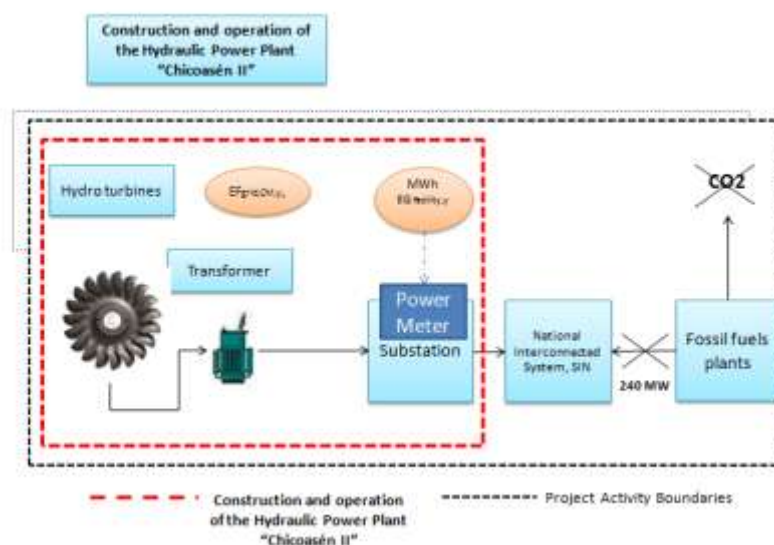 Construction and operation of
the Hydraulic Power Plant
“Chicoasén II”
Hydro turbines
MWh
CO2
Transformer
Power
Meter
Substation
National
Interconnected
System, SIN
Fossil fuels
plants
240 MW
Construction and operation
of the Hydraulic Power Plant
“Chicoasén II”
Project Activity Boundaries